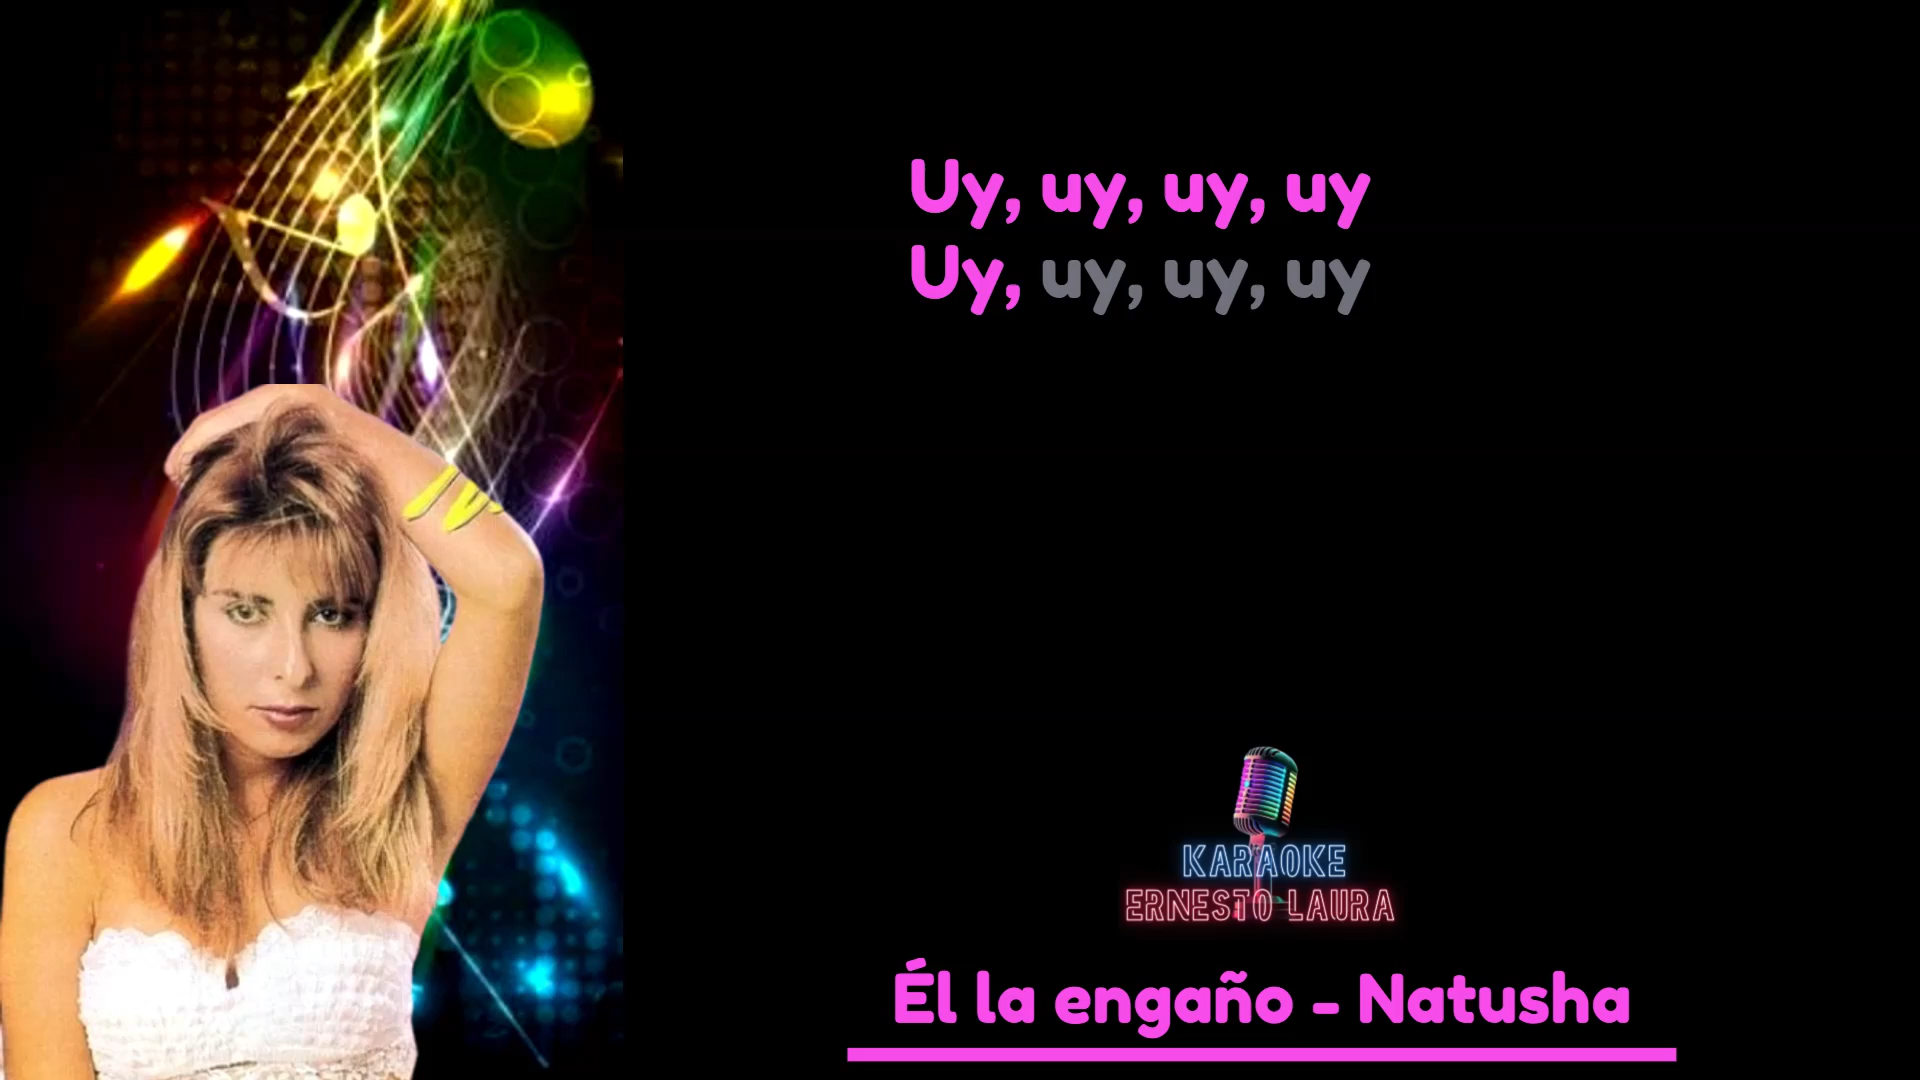 Uy, uy, uy, uy
Uy, uy, uy, uy
KARAOKE
ERNESTO LAURA
Él la engaño - Natusha